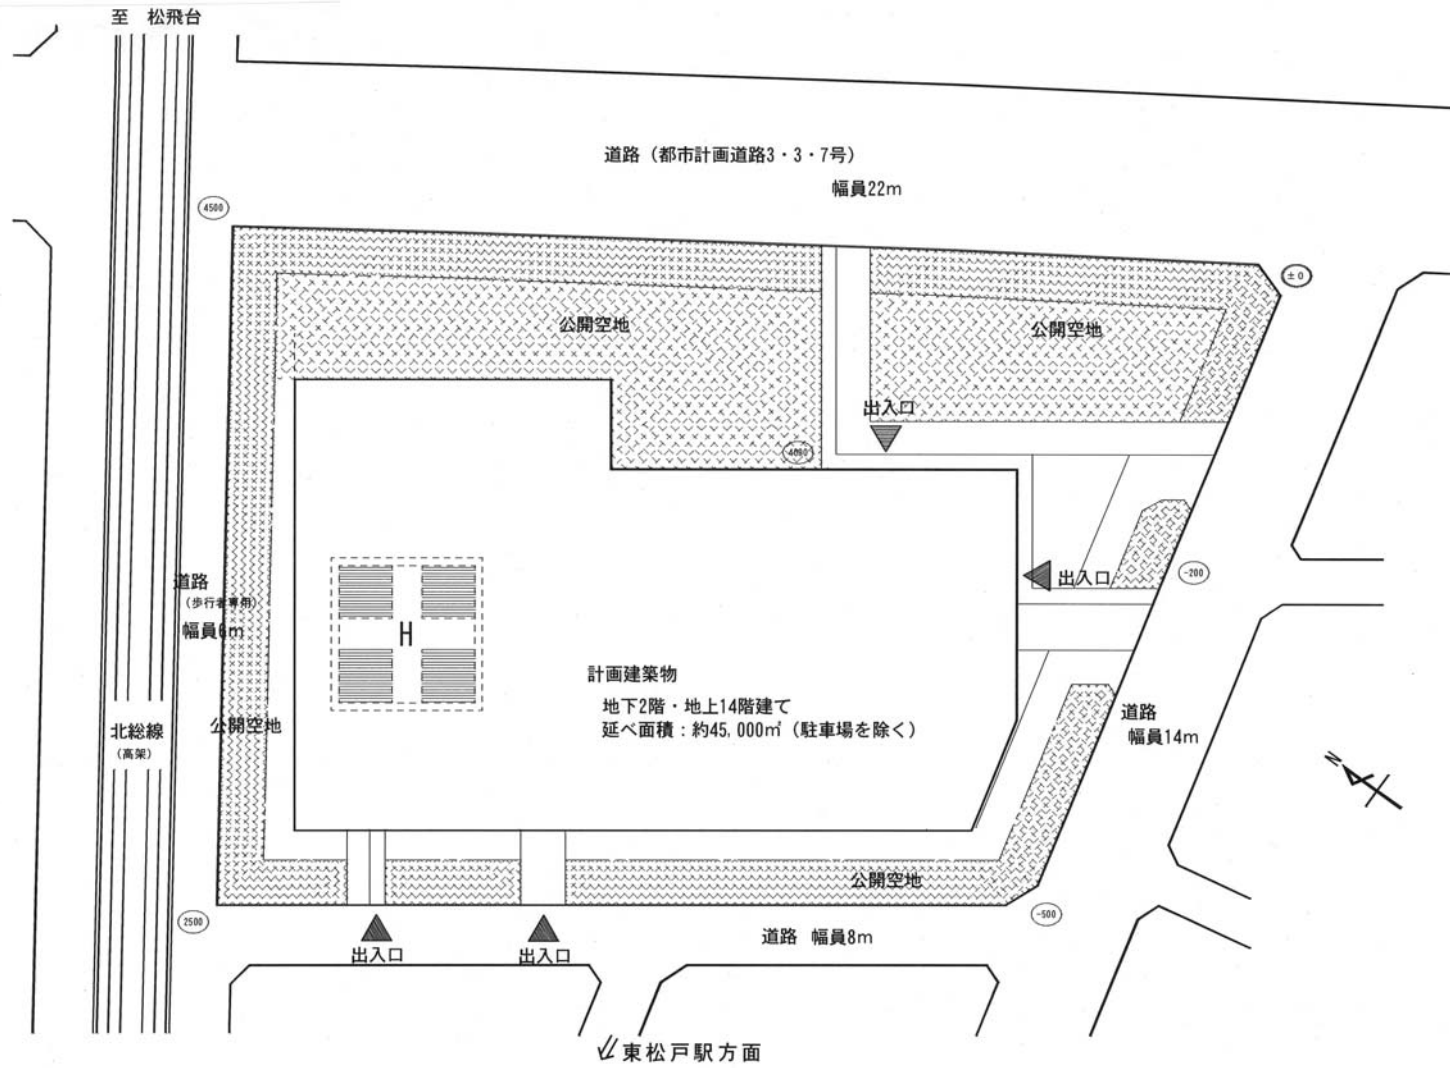 至 松飛台
道路（都市計画道路3・3・7号）
幅員22m
4500
±0
公開空地
公開空地
出入口
4000
出入口
-200
道路
（歩行者専用）
幅員6m
H
計画建築物
地下2階・地上14階建て
延べ面積：約45,000㎡（駐車場を除く）
公開空地
北総線
（高架）
道路
幅員14m
N
公開空地
2500
-500
出入口
出入口
道路 幅員8m
東松戸駅方面